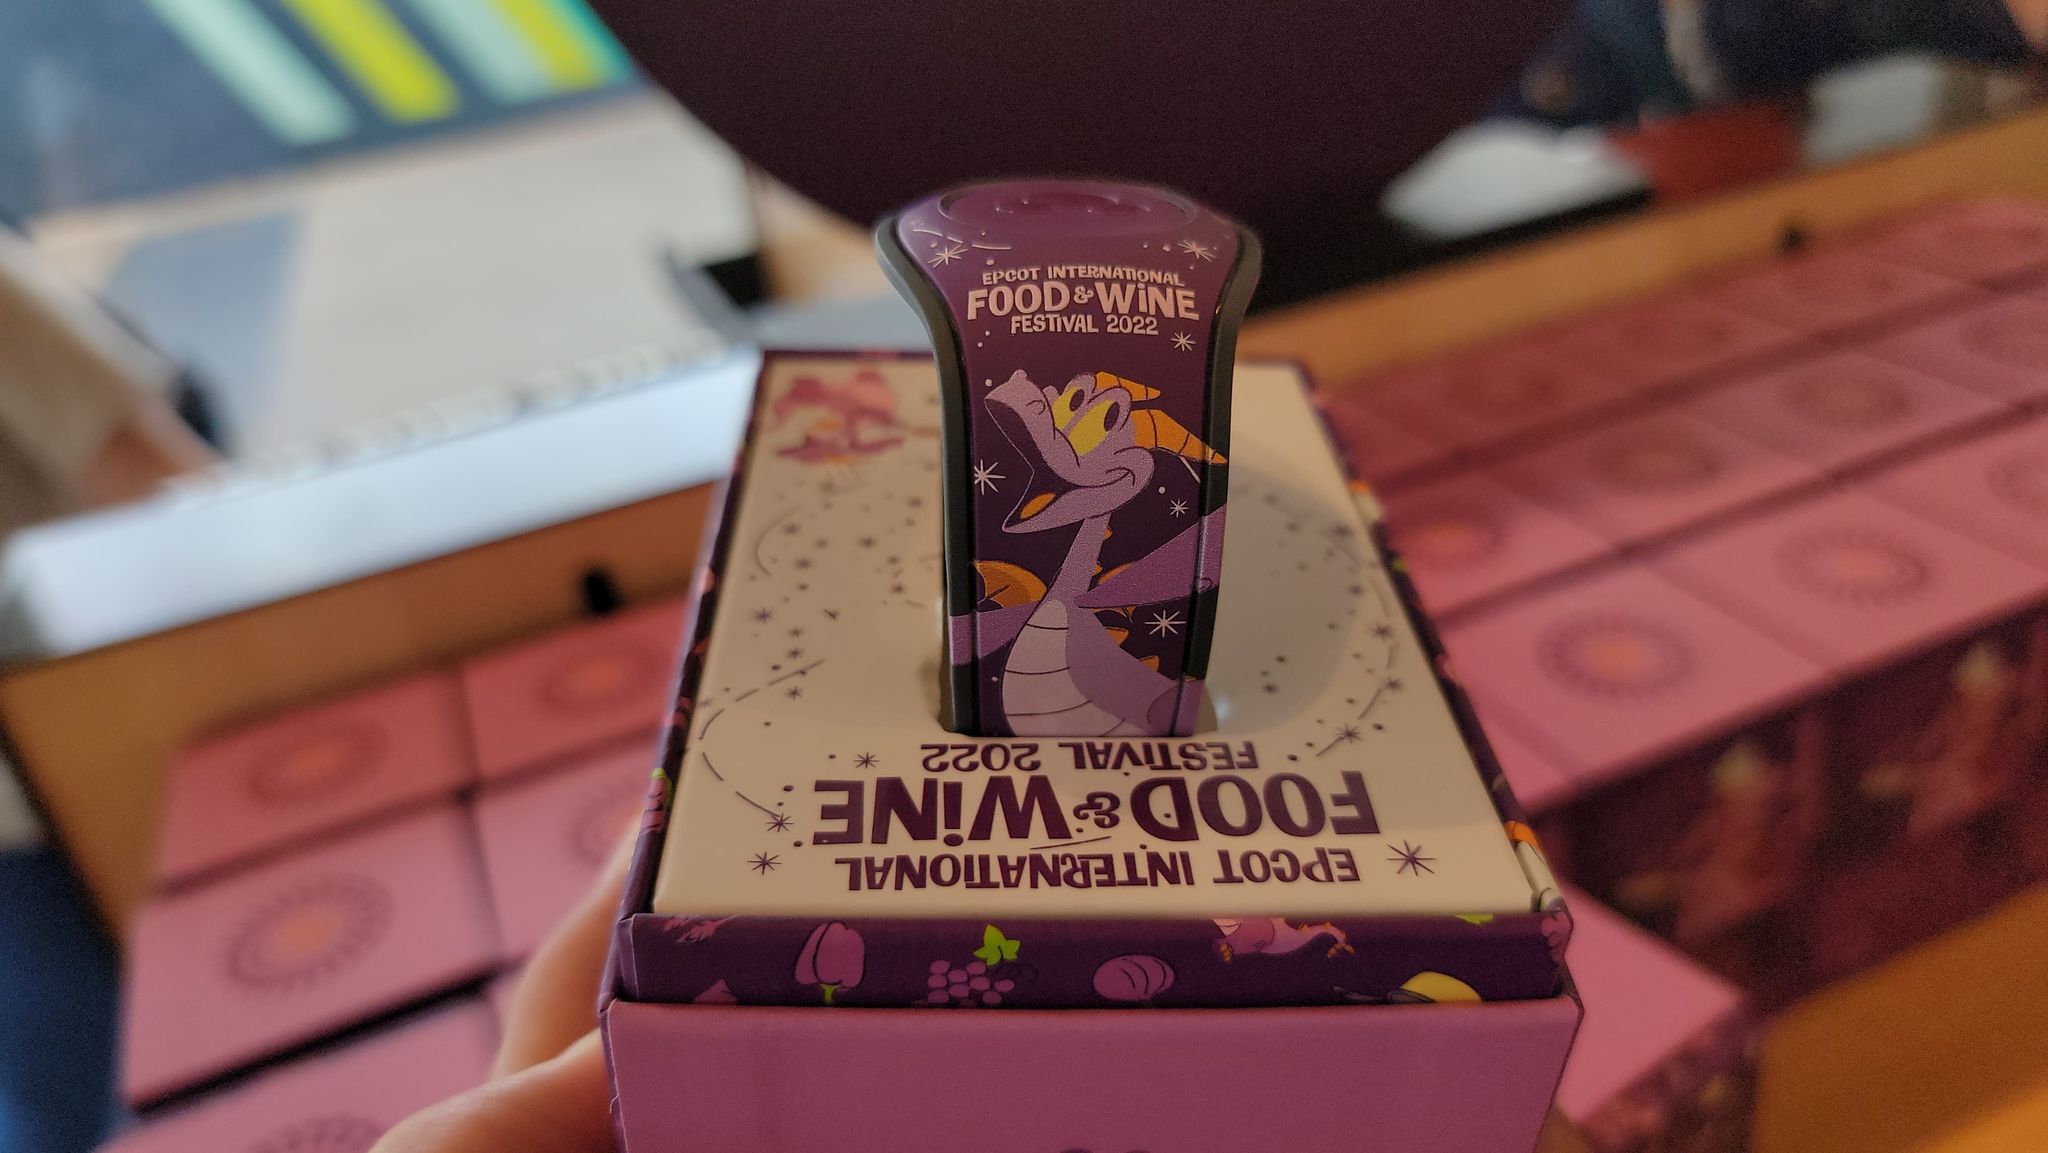 EPCOT INTERNATIONAL
FOOD & WiNE
FESTiVAL 2022
EPCOT INTERNATIONAL
FOOD & WiNE
FESTiVAL 2022